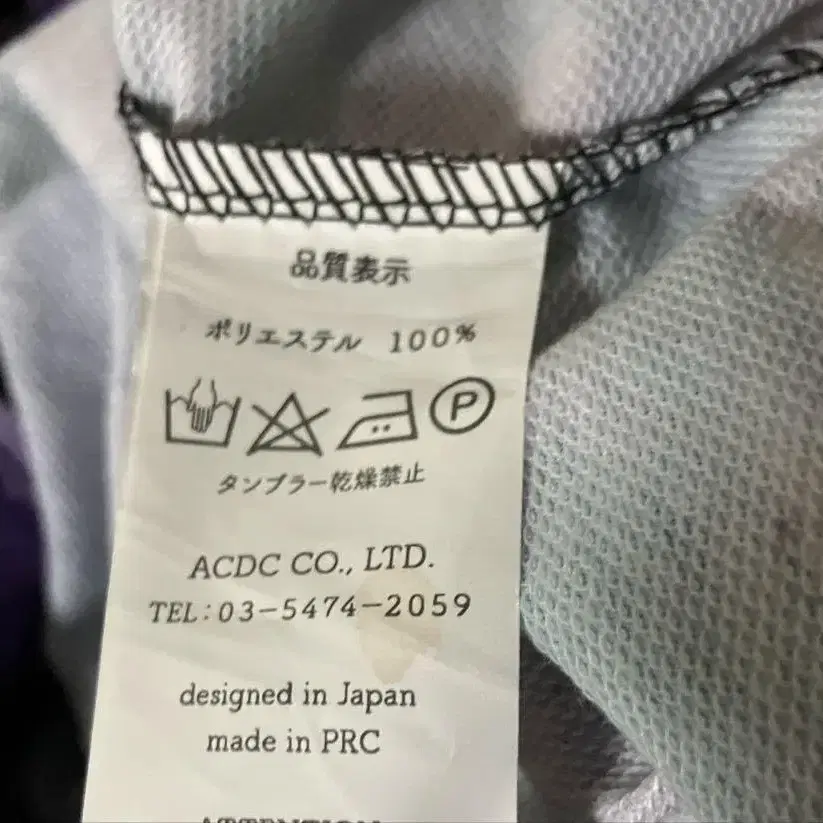 品質表示
ポリエステル 100%
P
タンブラー乾燥禁止
ACDC CO., LTD.
TEL:03-5474-2059
designed in Japan
made in PRC
ATTENTION